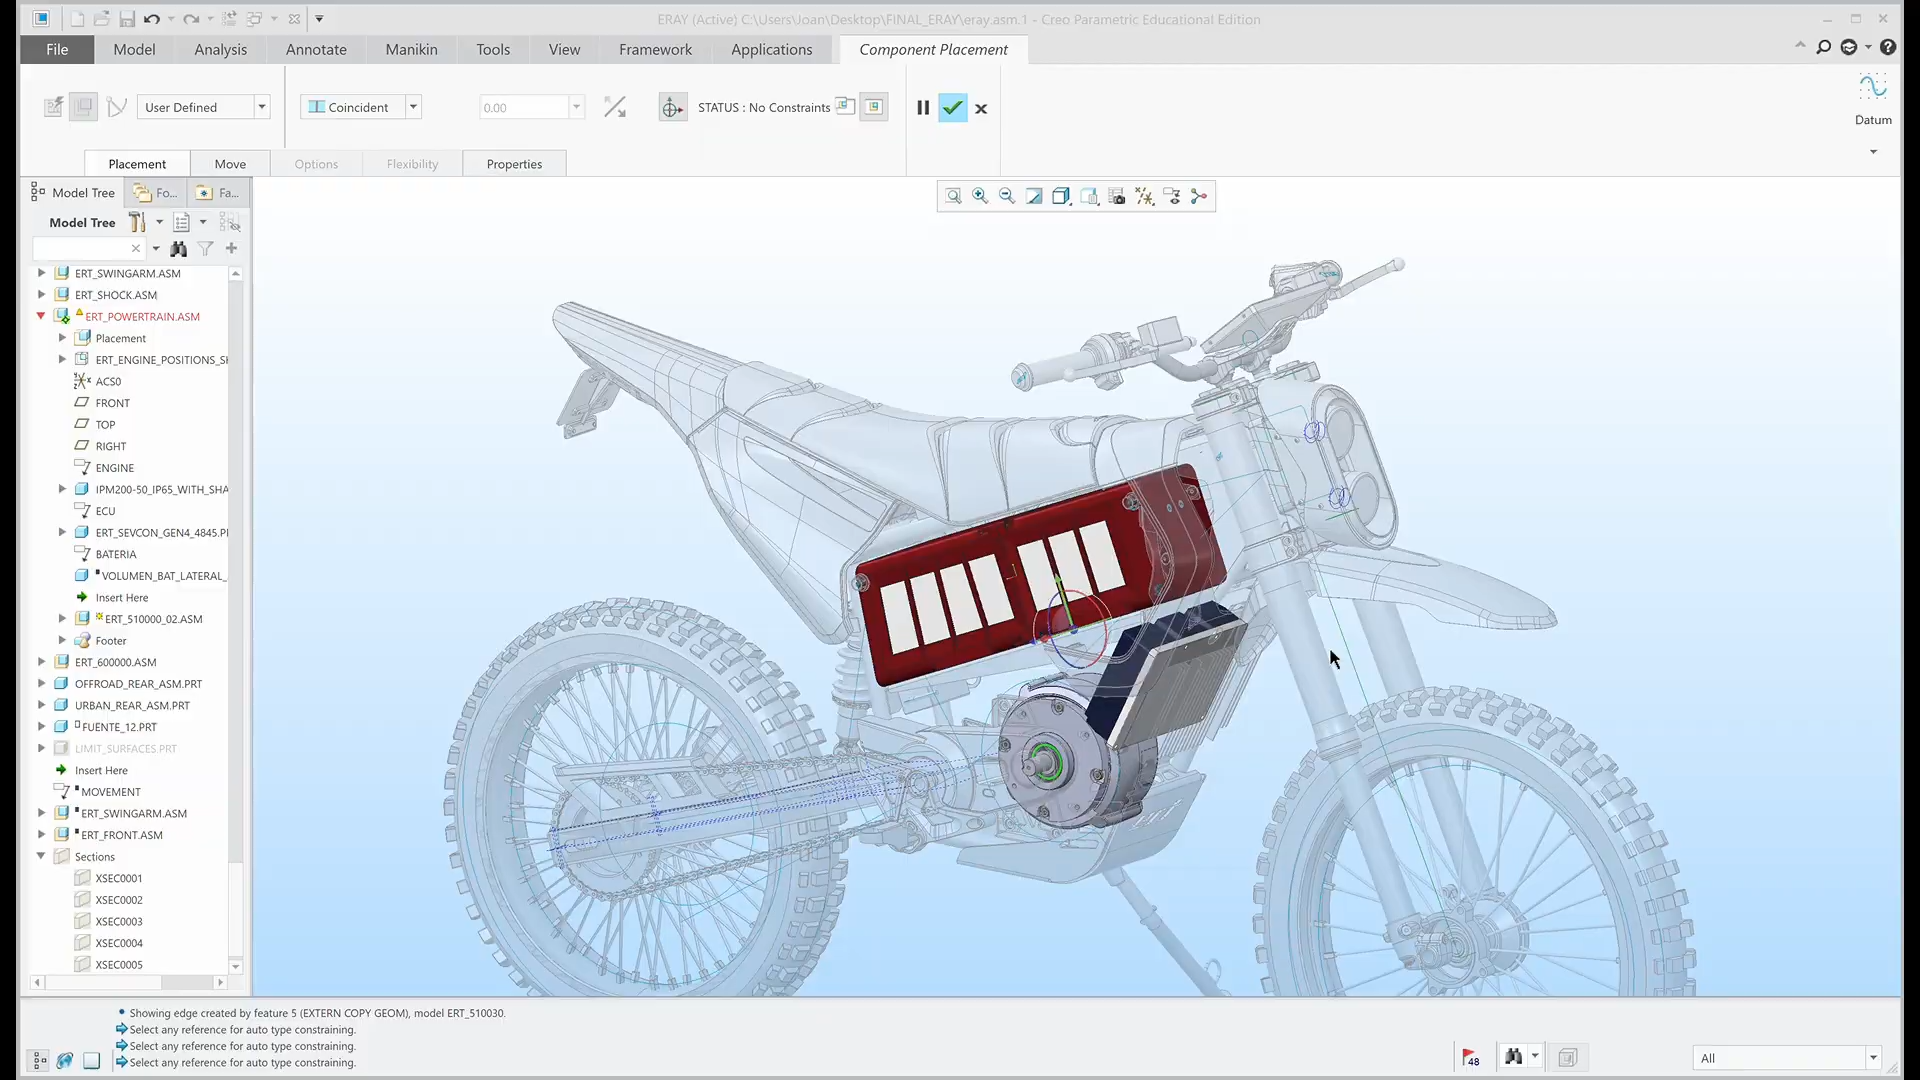 ERAY (Active) C:\Users\Joan\Desktop\FINAL_ERAY\eray.asm.1 - Creo Parametric Educational Edition
File Model Analysis Annotate Manikin Tools View Framework Applications Component Placement
User Defined Coincident 0.00 STATUS : No Constraints
Datum
Placement Move Options Flexibility Properties
Model Tree Fo... Fa...
Model Tree
ERT_SWINGARM.ASM
ERT_SHOCK.ASM
ERT_POWERTRAIN.ASM
Placement
ERT_ENGINE_POSITIONS_SK
ACS0
FRONT
TOP
RIGHT
ENGINE
IPM200-50_IP65_WITH_SHA
ECU
ERT_SEVCON_GEN4_4845.P
BATERIA
VOLUMEN_BAT_LATERAL_
Insert Here
ERT_510000_02.ASM
Footer
ERT_600000.ASM
OFFROAD_REAR_ASM.PRT
URBAN_REAR_ASM.PRT
FUENTE_12.PRT
LIMIT_SURFACES.PRT
Insert Here
MOVEMENT
ERT_SWINGARM.ASM
ERT_FRONT.ASM
Sections
XSEC0001
XSEC0002
XSEC0003
XSEC0004
XSEC0005
Showing edge created by feature 5 (EXTERN COPY GEOM), model ERT_510030.
Select any reference for auto type constraining.
Select any reference for auto type constraining.
Select any reference for auto type constraining.
48
All